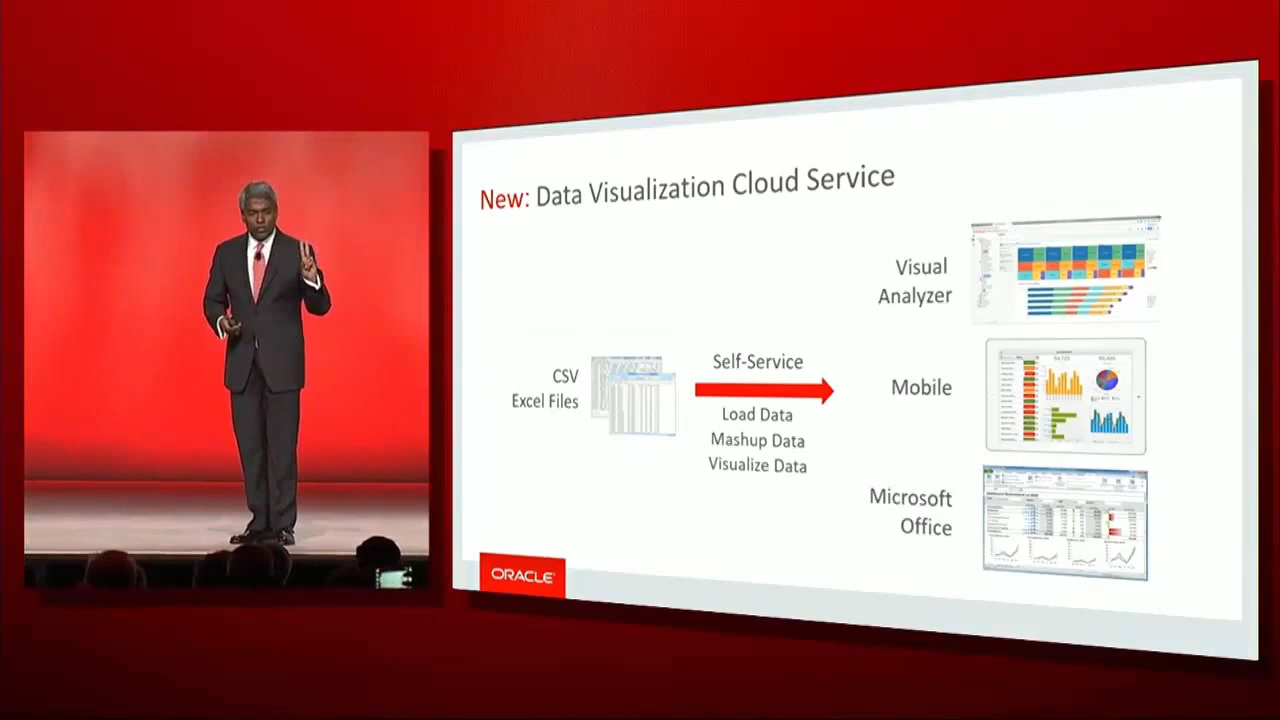 New: Data Visualization Cloud Service
Visual
Analyzer
CSV
Excel Files
Self-Service
Load Data
Mashup Data
Visualize Data
Mobile
Microsoft
Office
ORACLE